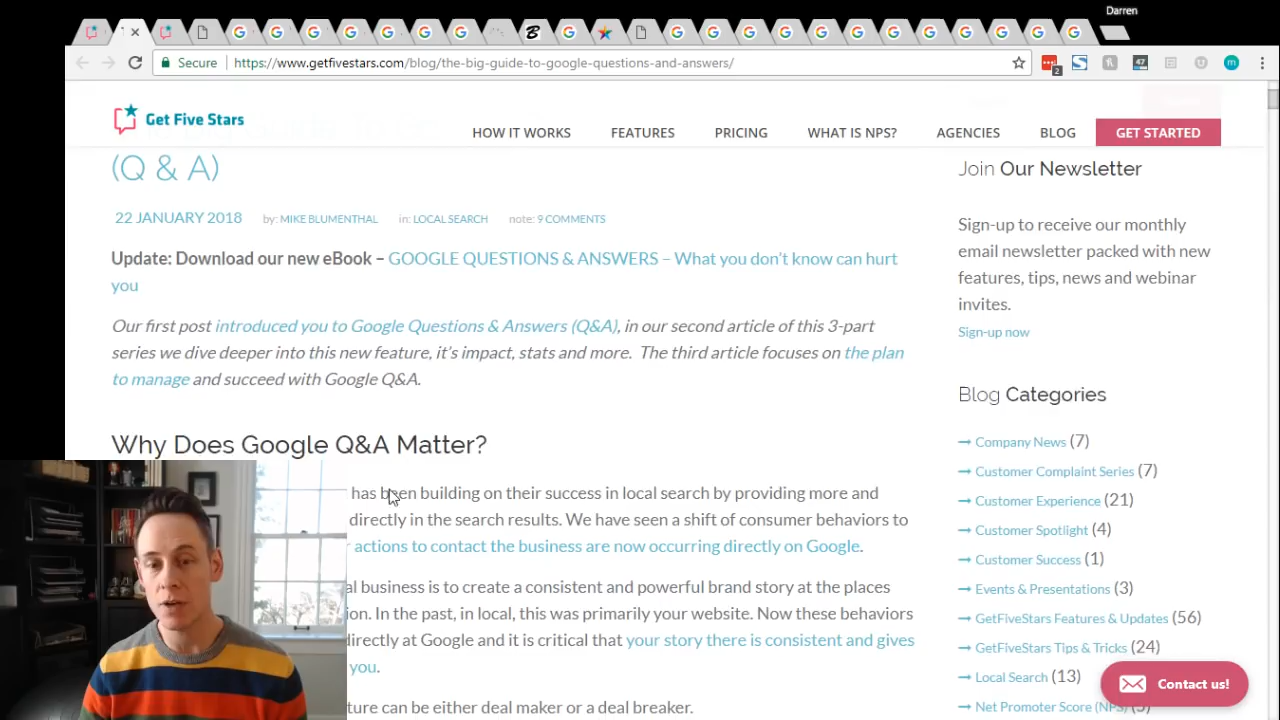 Darren
Secure https://www.getfivestars.com/blog/the-big-guide-to-google-questions-and-answers/
2
47
m
Get Five Stars
HOW IT WORKS FEATURES PRICING WHAT IS NPS? AGENCIES BLOG GET STARTED
(Q & A)
22 JANUARY 2018 by: MIKE BLUMENTHAL in: LOCAL SEARCH note: 9 COMMENTS
Update: Download our new eBook – GOOGLE QUESTIONS & ANSWERS – What you don't know can hurt
you
Our first post introduced you to Google Questions & Answers (Q&A), in our second article of this 3-part
series we dive deeper into this new feature, it's impact, stats and more. The third article focuses on the plan
to manage and succeed with Google Q&A.
Why Does Google Q&A Matter?
has been building on their success in local search by providing more and
directly in the search results. We have seen a shift of consumer behaviors to
actions to contact the business are now occurring directly on Google.
business is to create a consistent and powerful brand story at the places
In the past, in local, this was primarily your website. Now these behaviors
directly at Google and it is critical that your story there is consistent and gives
you.
can be either deal maker or a deal breaker.
Join Our Newsletter
Sign-up to receive our monthly
email newsletter packed with new
features, tips, news and webinar
invites.
Sign-up now
Blog Categories
Company News (7)
Customer Complaint Series (7)
Customer Experience (21)
Customer Spotlight (4)
Customer Success (1)
Events & Presentations (3)
GetFiveStars Features & Updates (56)
GetFiveStars Tips & Tricks (24)
Local Search (13)
Net Promoter Score (NPS)
Contact us!